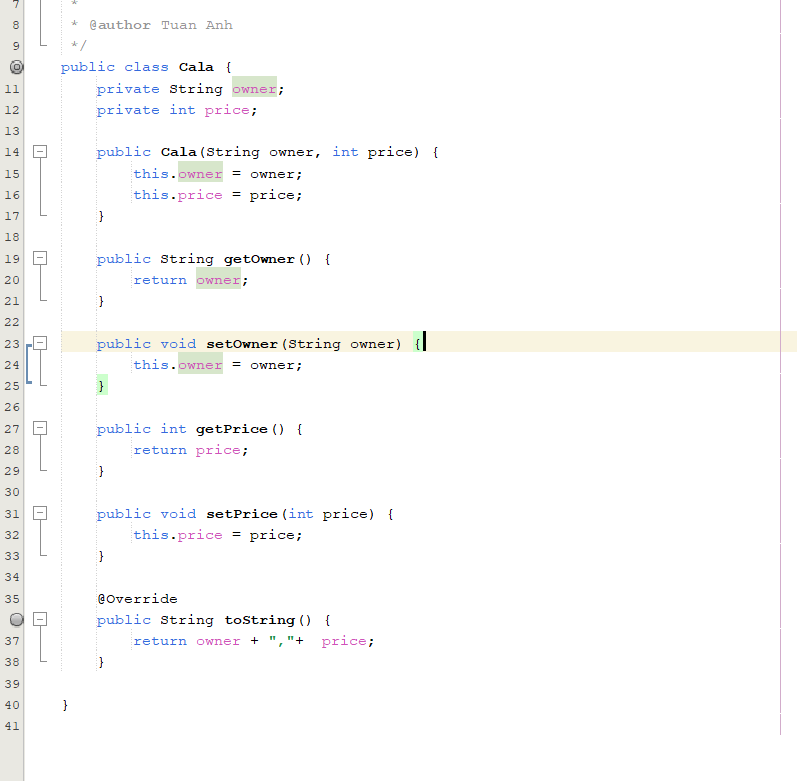 7 *
8 * @author Tuan Anh
9 */
public class Cala {
11 private String owner;
12 private int price;
13
14 public Cala(String owner, int price) {
15 this.owner = owner;
16 this.price = price;
17 }
18
19 public String getOwner() {
20 return owner;
21 }
22
23 public void setOwner(String owner) {
24 this.owner = owner;
25 }
26
27 public int getPrice() {
28 return price;
29 }
30
31 public void setPrice(int price) {
32 this.price = price;
33 }
34
35 @Override
public String toString() {
37 return owner + ","+  price;
38 }
39
40 }
41